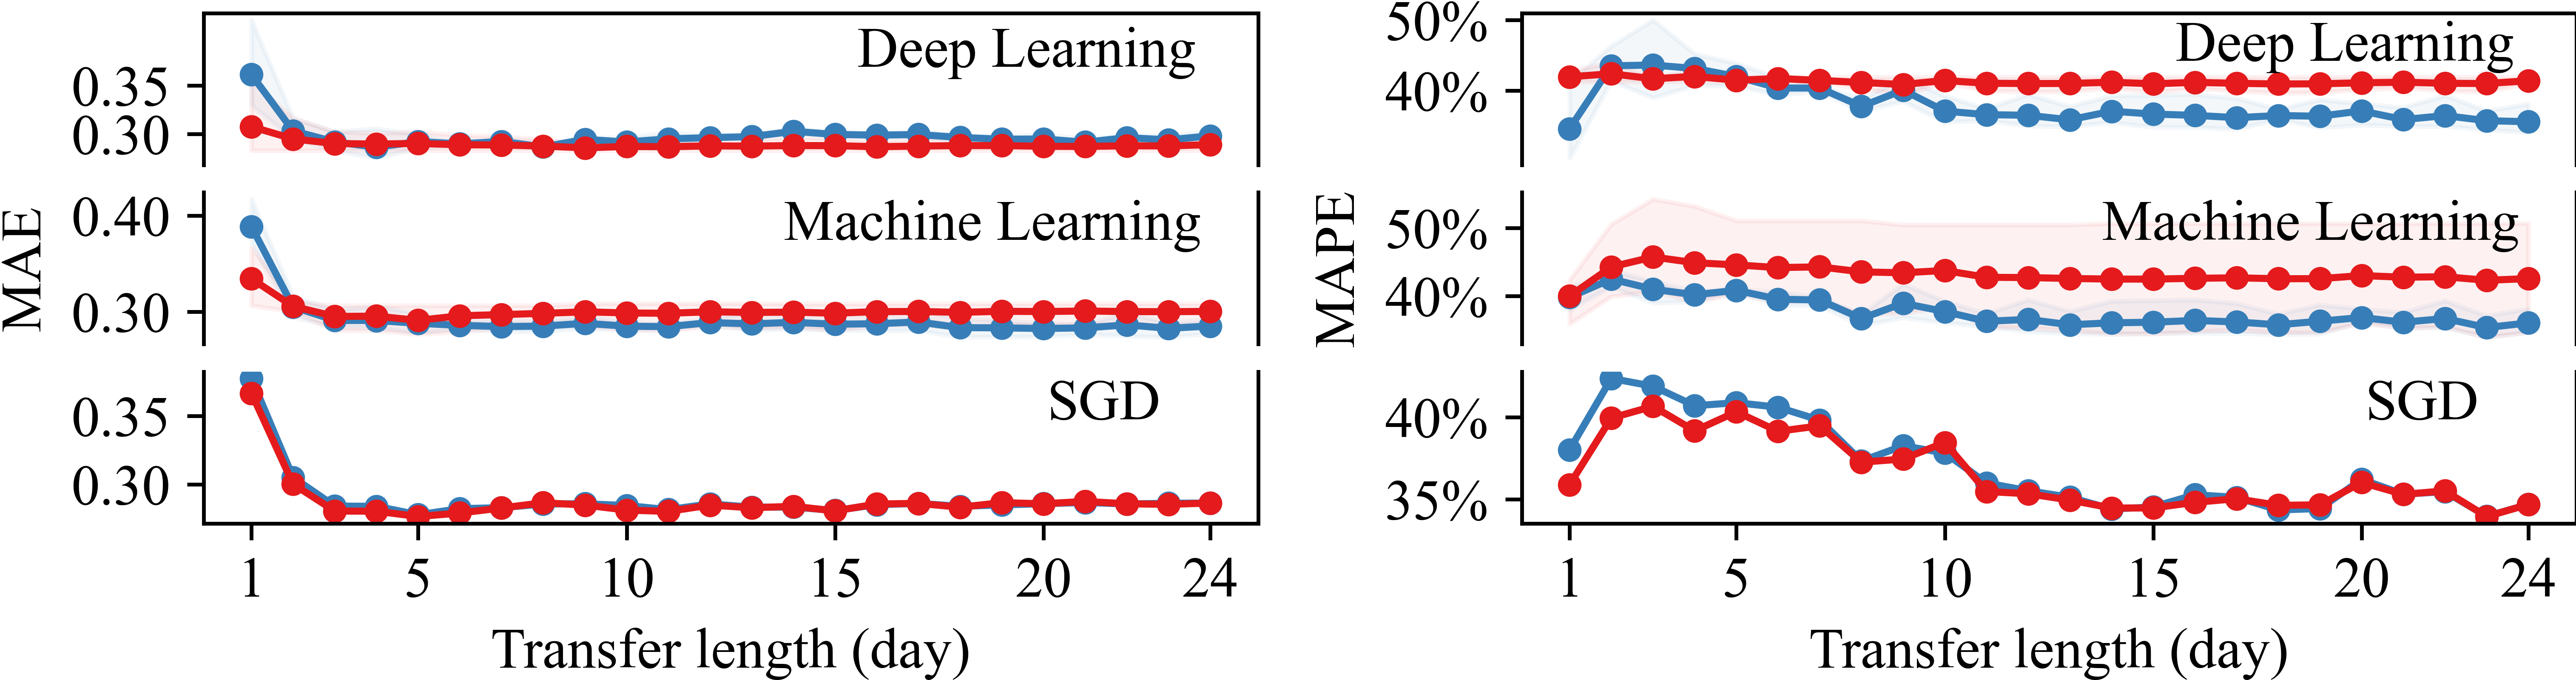 MAE
Deep Learning
0.35
0.30
Machine Learning
0.40
0.30
SGD
0.35
0.30
1 5 10 15 20 24
Transfer length (day)
MAPE
50%
Deep Learning
40%
50%
Machine Learning
40%
SGD
40%
35%
1 5 10 15 20 24
Transfer length (day)